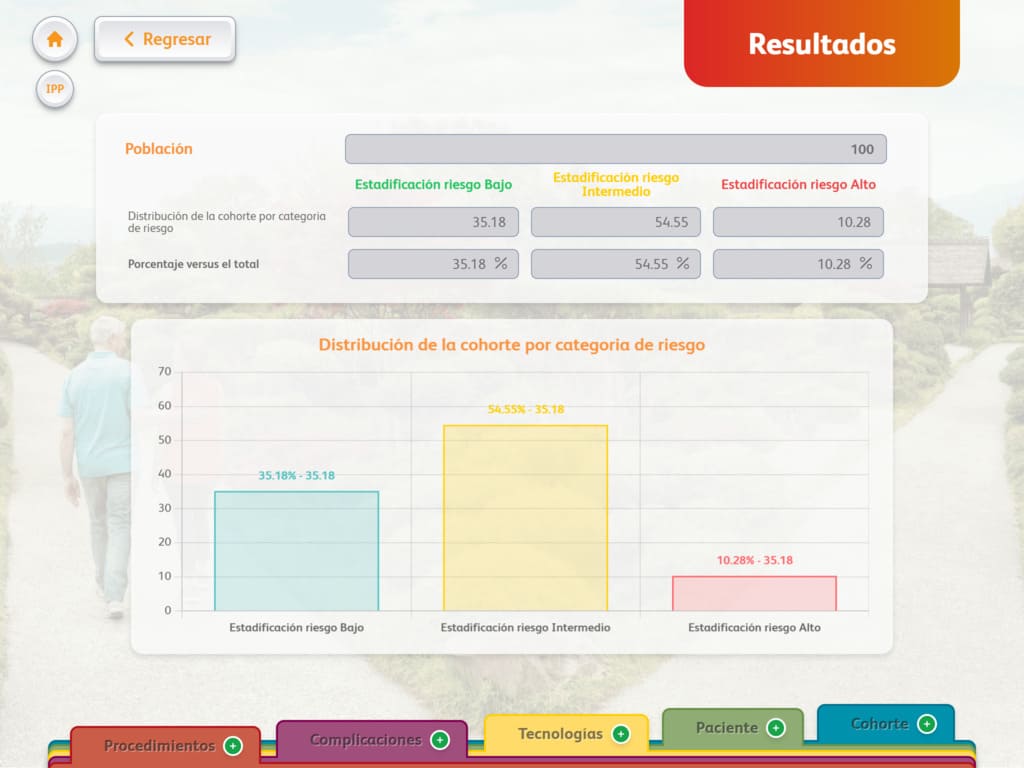 Regresar
Resultados
IPP
Población
100
Estadificación riesgo Bajo
Estadificación riesgo
Intermedio
Estadificación riesgo Alto
Distribución de la cohorte por categoria
de riesgo
35.18
54.55
10.28
Porcentaje versus el total
35.18 %
54.55 %
10.28 %
Distribución de la cohorte por categoria de riesgo
70
60
50
40
30
20
10
0
35.18% - 35.18
54.55% - 35.18
10.28% - 35.18
Estadificación riesgo Bajo
Estadificación riesgo Intermedio
Estadificación riesgo Alto
Procedimientos
Complicaciones
Tecnologías
Paciente
Cohorte